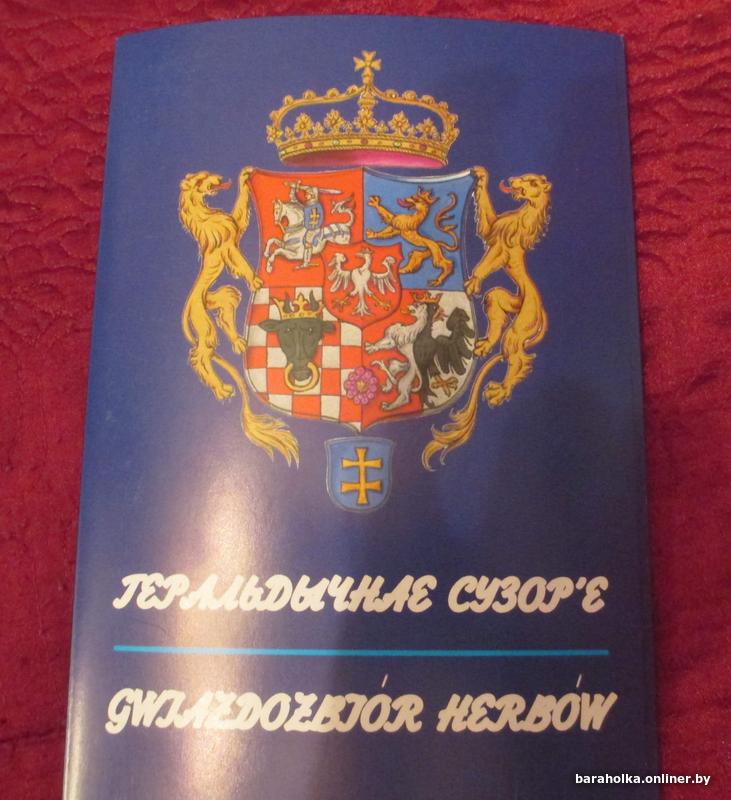 ГЕРАЛЬДЫЧНАЕ СУЗОР'Е
GWIAZDOZBIÓR HERBÓW
baraholka.onliner.by